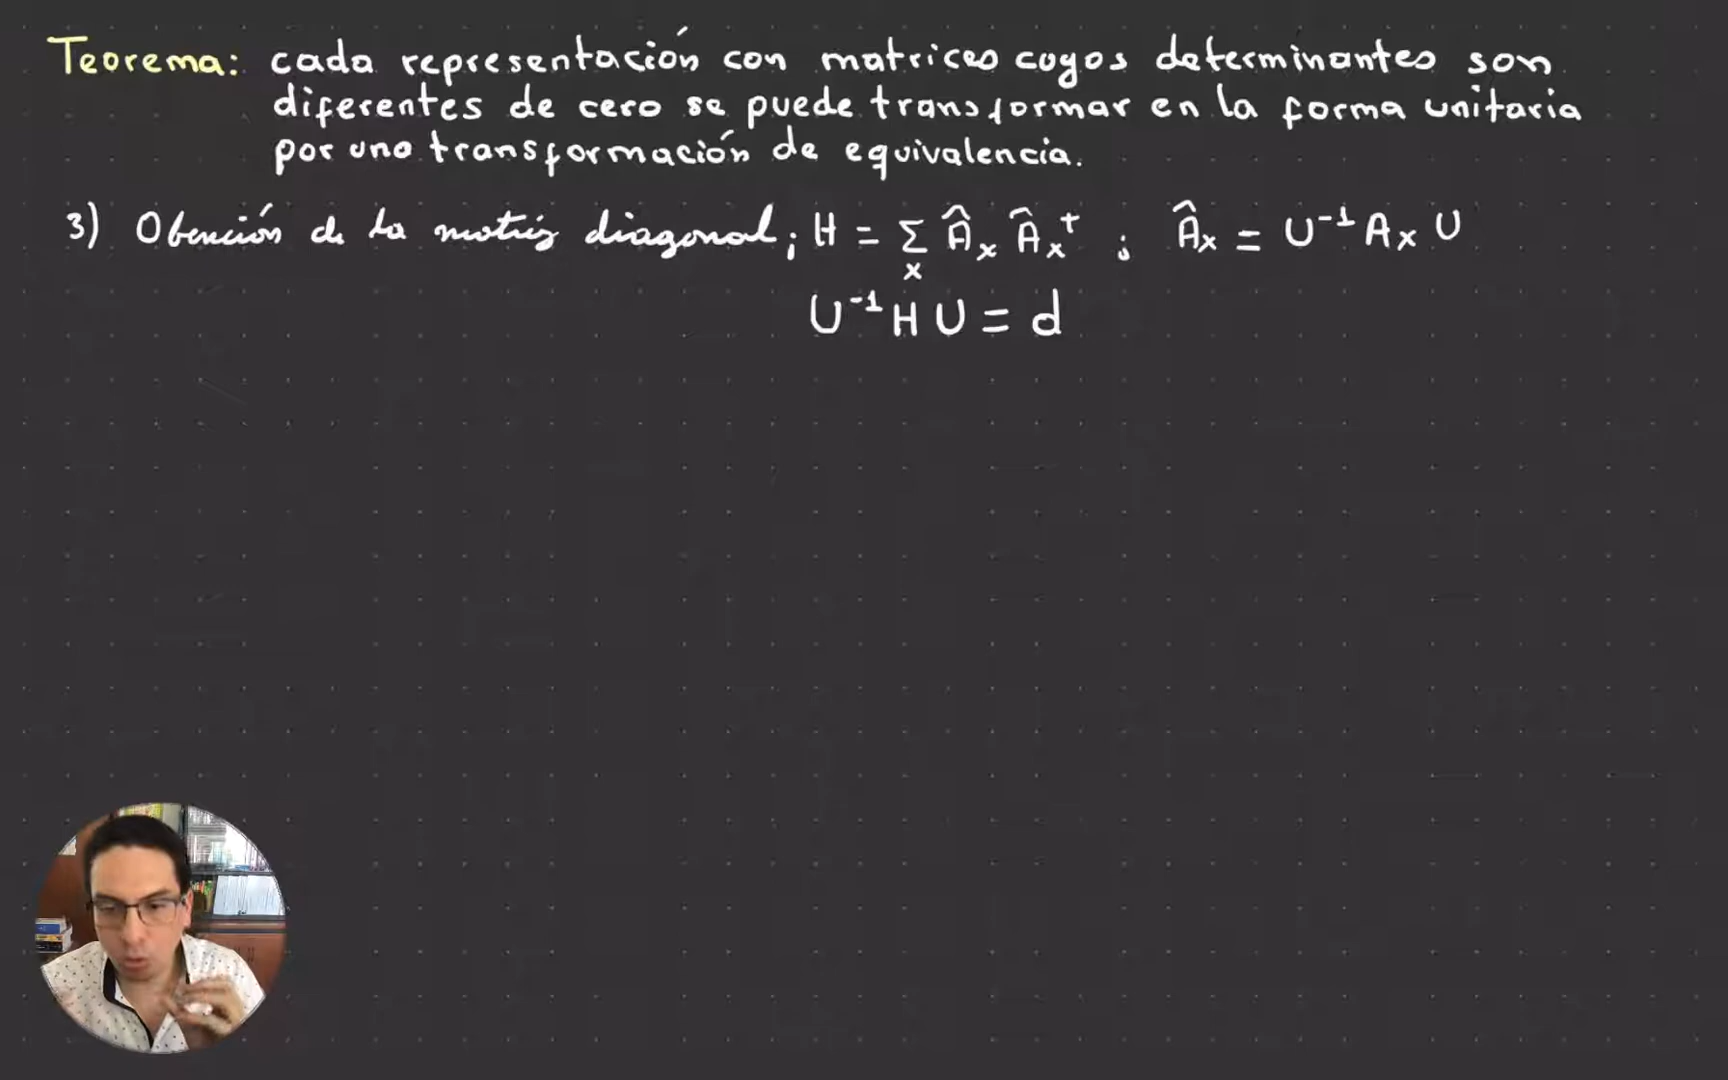 Teorema: cada representación con matrices cuyos determinantes son
diferentes de cero se puede transformar en la forma unitaria
por una transformación de equivalencia.
3) Obención de la matriz diagonal; H = Σₓ Âₓ Âₓ† ; Âₓ = U⁻¹ Aₓ U
U⁻¹ H U = d